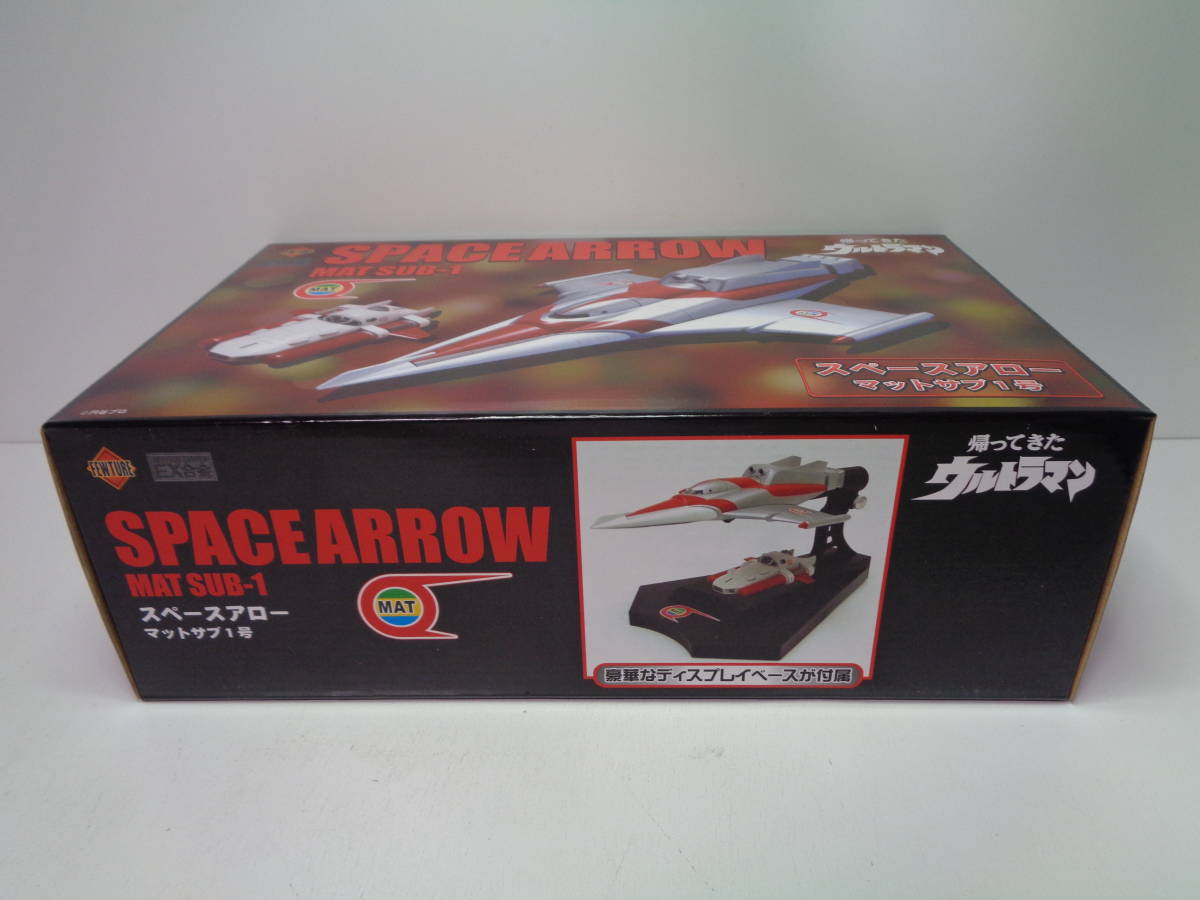 SPACE ARROW
MAT SUB-1
MAT
帰ってきた
ウルトラマン
スペースアロー
マットサブ1号
©円谷プロ
FEWTURE
EX合金
SPACE ARROW
MAT SUB-1
スペースアロー
マットサブ1号
MAT
豪華なディスプレイベースが付属
帰ってきた
ウルトラマン